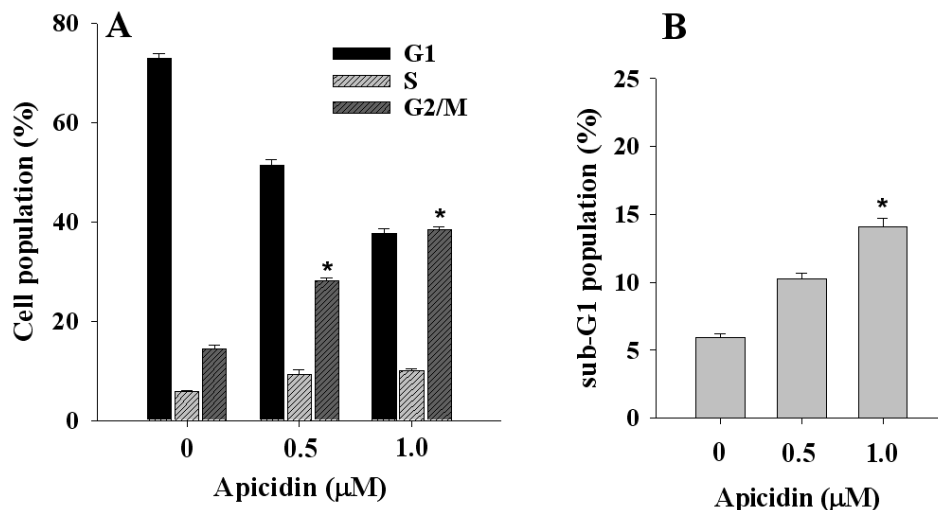 A
80
60
40
20
0
Cell population (%)
G1
S
G2/M
*
*
0 0.5 1.0
Apicidin (μM)
B
25
20
15
10
5
0
sub-G1 population (%)
*
0 0.5 1.0
Apicidin (μM)